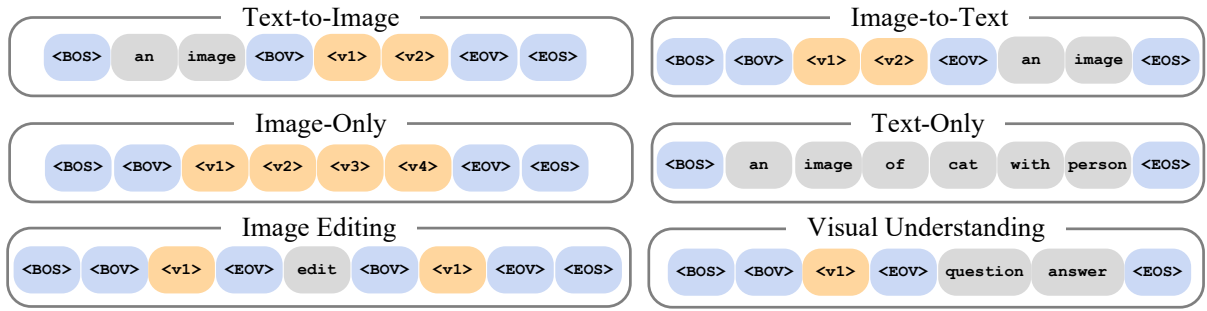 Text-to-Image
<BOS> an image <BOV> <v1> <v2> <EOV> <EOS>
Image-to-Text
<BOS> <BOV> <v1> <v2> <EOV> an image <EOS>
Image-Only
<BOS> <BOV> <v1> <v2> <v3> <v4> <EOV> <EOS>
Text-Only
<BOS> an image of cat with person <EOS>
Image Editing
<BOS> <BOV> <v1> <EOV> edit <BOV> <v1> <EOV> <EOS>
Visual Understanding
<BOS> <BOV> <v1> <EOV> question answer <EOS>